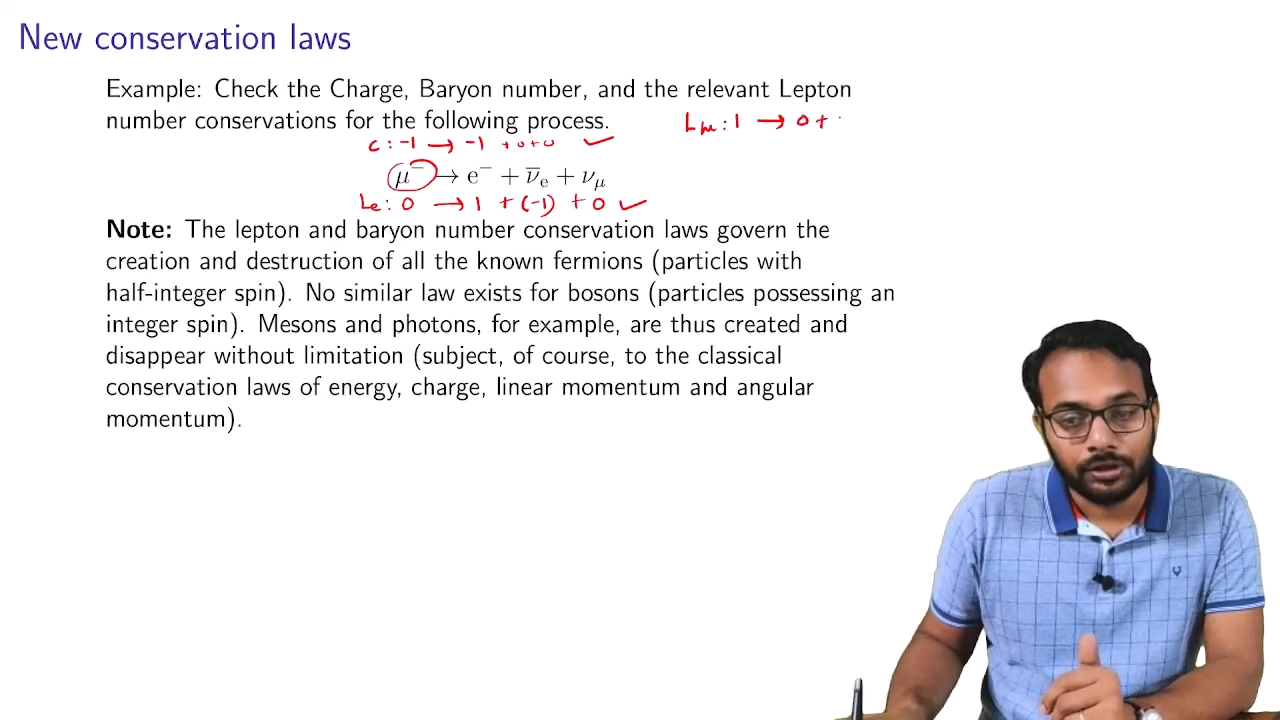 New conservation laws
Example: Check the Charge, Baryon number, and the relevant Lepton
number conservations for the following process.
Lμ : 1 → 0 +
C : -1 → -1 +0+0 ✓
μ⁻ → e⁻ + ν̅ₑ + ν_μ
Le : 0 → 1 + (-1) + 0 ✓
Note: The lepton and baryon number conservation laws govern the
creation and destruction of all the known fermions (particles with
half-integer spin). No similar law exists for bosons (particles possessing an
integer spin). Mesons and photons, for example, are thus created and
disappear without limitation (subject, of course, to the classical
conservation laws of energy, charge, linear momentum and angular
momentum).